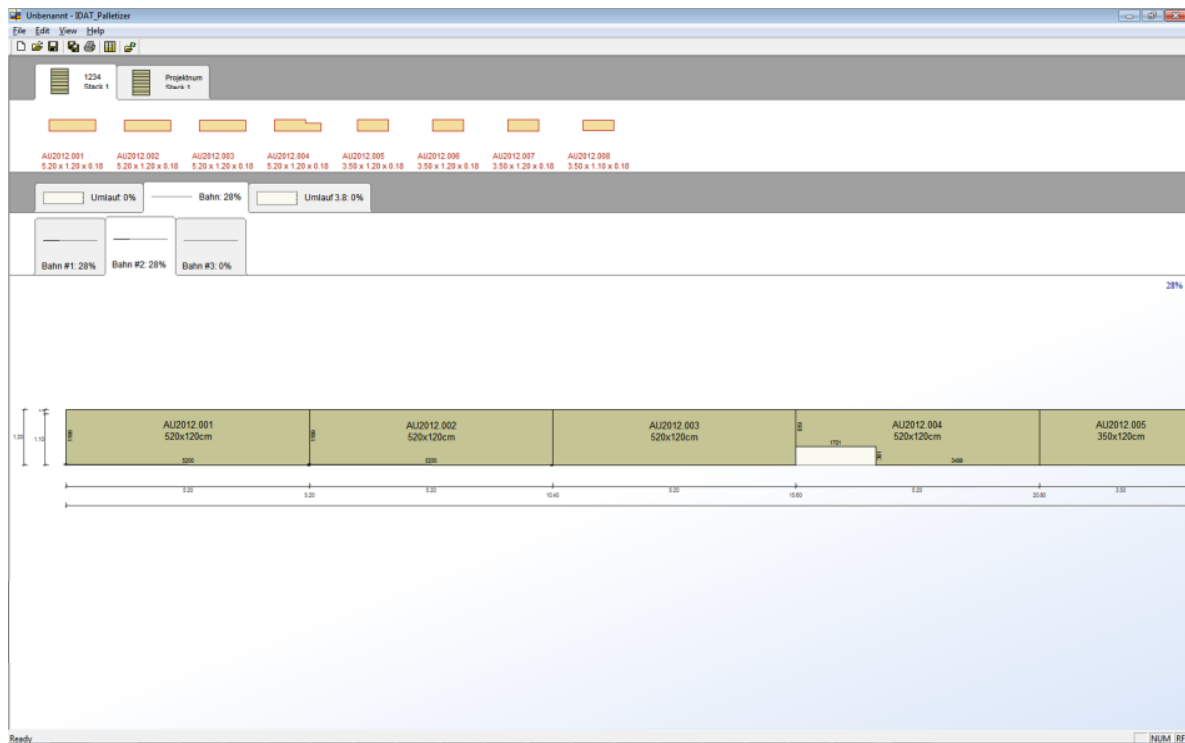 Unbenannt - IDAT_Palletizer
File Edit View Help
1234
Stack 1
Projektnum
Stack 1
AU2012.001
5.20 x 1.20 x 0.18
AU2012.002
5.20 x 1.20 x 0.18
AU2012.003
5.20 x 1.20 x 0.18
AU2012.004
5.20 x 1.20 x 0.18
AU2012.005
3.50 x 1.20 x 0.18
AU2012.006
3.50 x 1.20 x 0.18
AU2012.007
3.50 x 1.20 x 0.18
AU2012.008
3.50 x 1.10 x 0.18
Umlauf: 0%
Bahn: 28%
Umlauf 3.8: 0%
Bahn #1: 28%
Bahn #2: 28%
Bahn #3: 0%
28%
AU2012.001
520x120cm
5200
AU2012.002
520x120cm
5200
AU2012.003
520x120cm
AU2012.004
520x120cm
1701
3499
AU2012.005
350x120cm
1.20
1.10
5.20
5.20
5.20
10.40
5.20
15.60
5.20
20.80
Ready
NUM